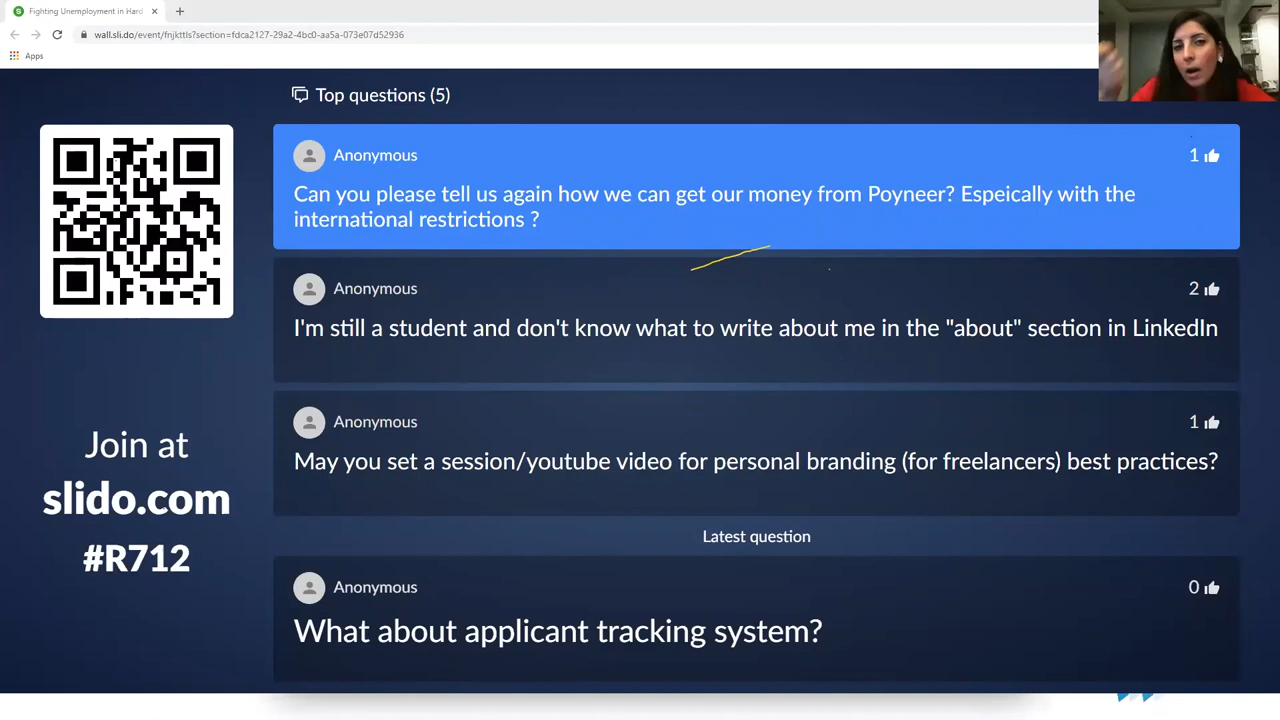 Fighting Unemployment in Hard
wall.sli.do/event/fnjkttls?section=fdca2127-29a2-4bc0-aa5a-073e07d52936
Apps
Top questions (5)
Anonymous
1
Can you please tell us again how we can get our money from Poyneer? Espeically with the
international restrictions ?
Anonymous
2
I'm still a student and don't know what to write about me in the "about" section in LinkedIn
Anonymous
1
May you set a session/youtube video for personal branding (for freelancers) best practices?
Latest question
Anonymous
0
What about applicant tracking system?
Join at
slido.com
#R712